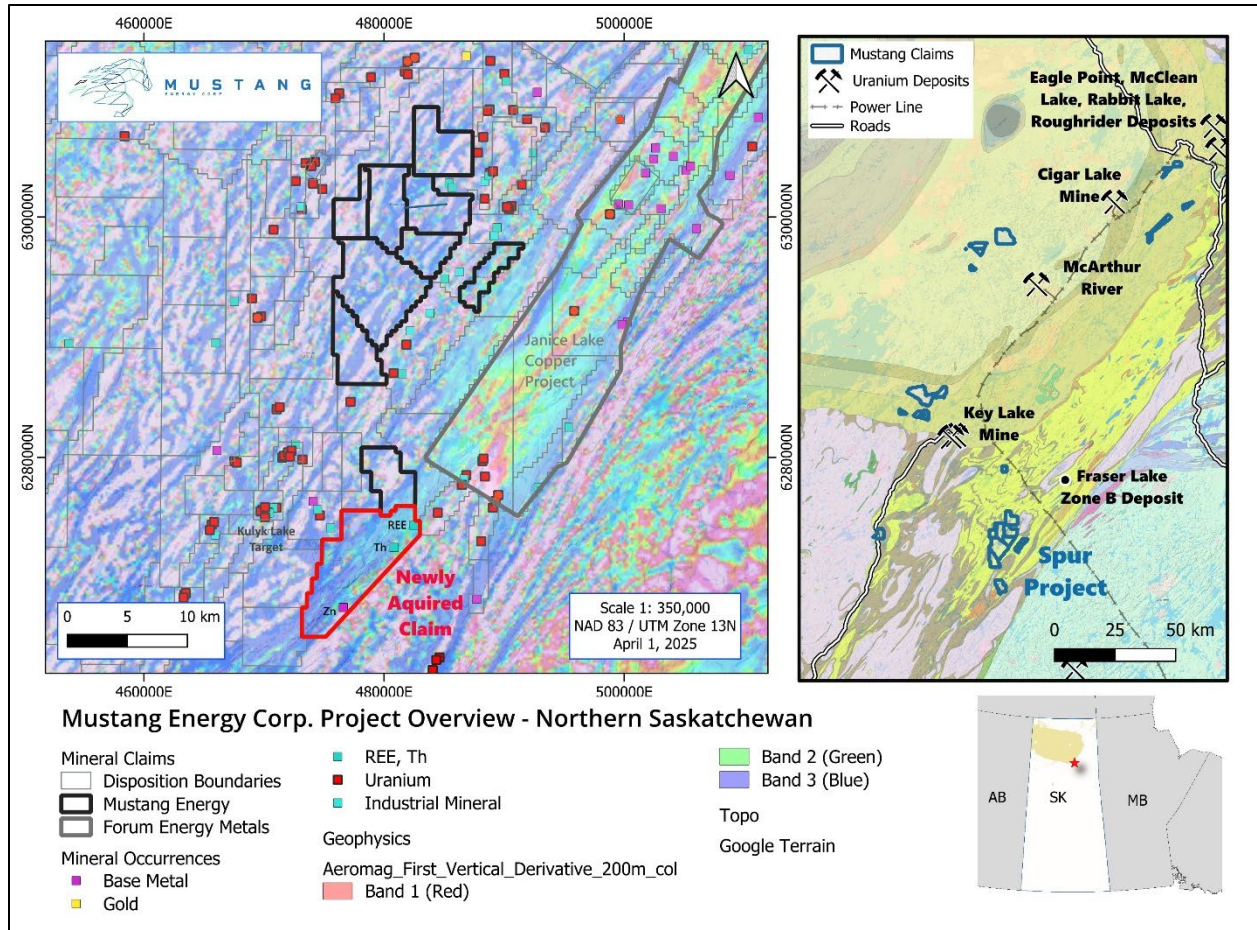 460000E
480000E
500000E
MUSTANG
ENERGY CORP.
6300000N
6280000N
6300000N
6280000N
Janice Lake
Copper
Project
Kulyk Lake
Target
REE
Th
Zn
Newly
Aquired
Claim
0 5 10 km
Scale 1: 350,000
NAD 83 / UTM Zone 13N
April 1, 2025
460000E
480000E
500000E
Mustang Claims
Uranium Deposits
Power Line
Roads
Eagle Point, McClean
Lake, Rabbit Lake,
Roughrider Deposits
Cigar Lake
Mine
McArthur
River
Key Lake
Mine
Fraser Lake
Zone B Deposit
Spur
Project
0 25 50 km
Mustang Energy Corp. Project Overview - Northern Saskatchewan
Mineral Claims
Disposition Boundaries
Mustang Energy
Forum Energy Metals
Mineral Occurrences
Base Metal
Gold
REE, Th
Uranium
Industrial Mineral
Geophysics
Aeromag_First_Vertical_Derivative_200m_col
Band 1 (Red)
Band 2 (Green)
Band 3 (Blue)
Topo
Google Terrain
AB
SK
MB